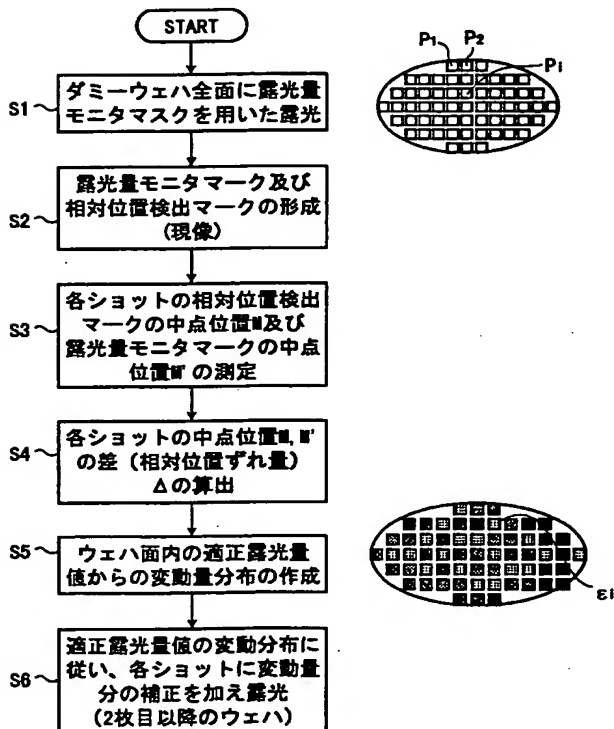 START
P1 P2
Pi
S1
ダミーウェハ全面に露光量
モニタマスクを用いた露光
S2
露光量モニタマーク及び
相対位置検出マークの形成
(現像)
S3
各ショットの相対位置検出
マークの中点位置M及び
露光量モニタマークの中点
位置M'の測定
S4
各ショットの中点位置M,M'
の差(相対位置ずれ量)
Δの算出
S5
ウェハ面内の適正露光量
値からの変動量分布の作成
εi
S6
適正露光量値の変動分布に
従い、各ショットに変動量
分の補正を加え露光
(2枚目以降のウェハ)